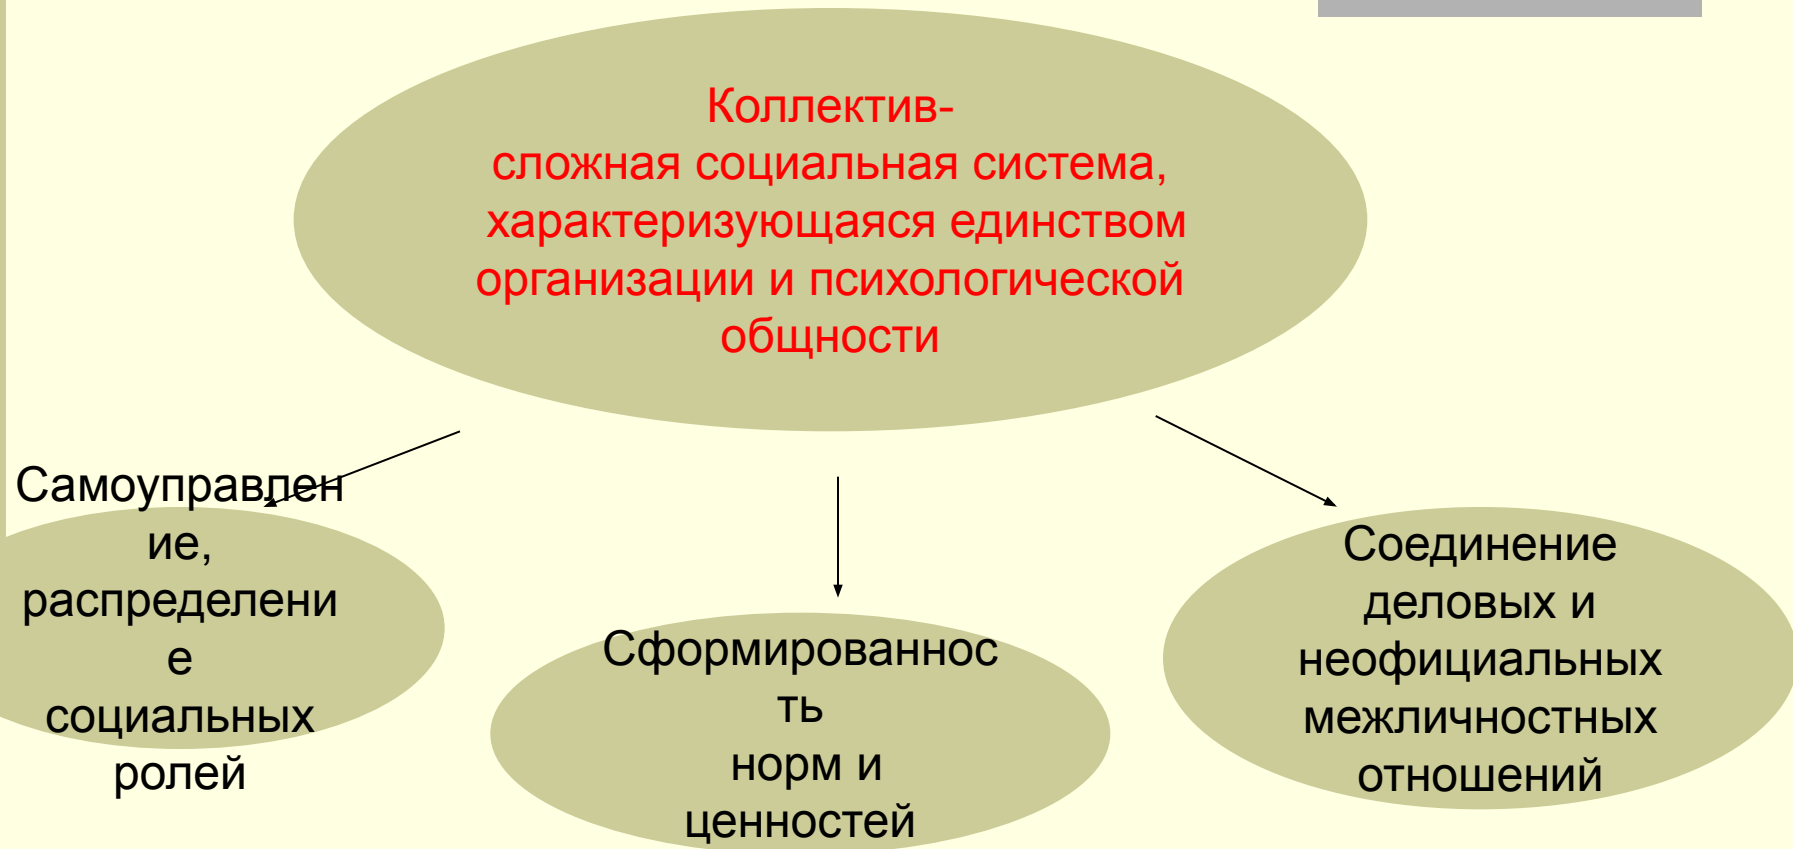 Коллектив-
сложная социальная система,
характеризующаяся единством
организации и психологической
общности
Самоуправлен
ие,
распределени
е
социальных
ролей
Сформированнос
ть
норм и
ценностей
Соединение
деловых и
неофициальных
межличностных
отношений